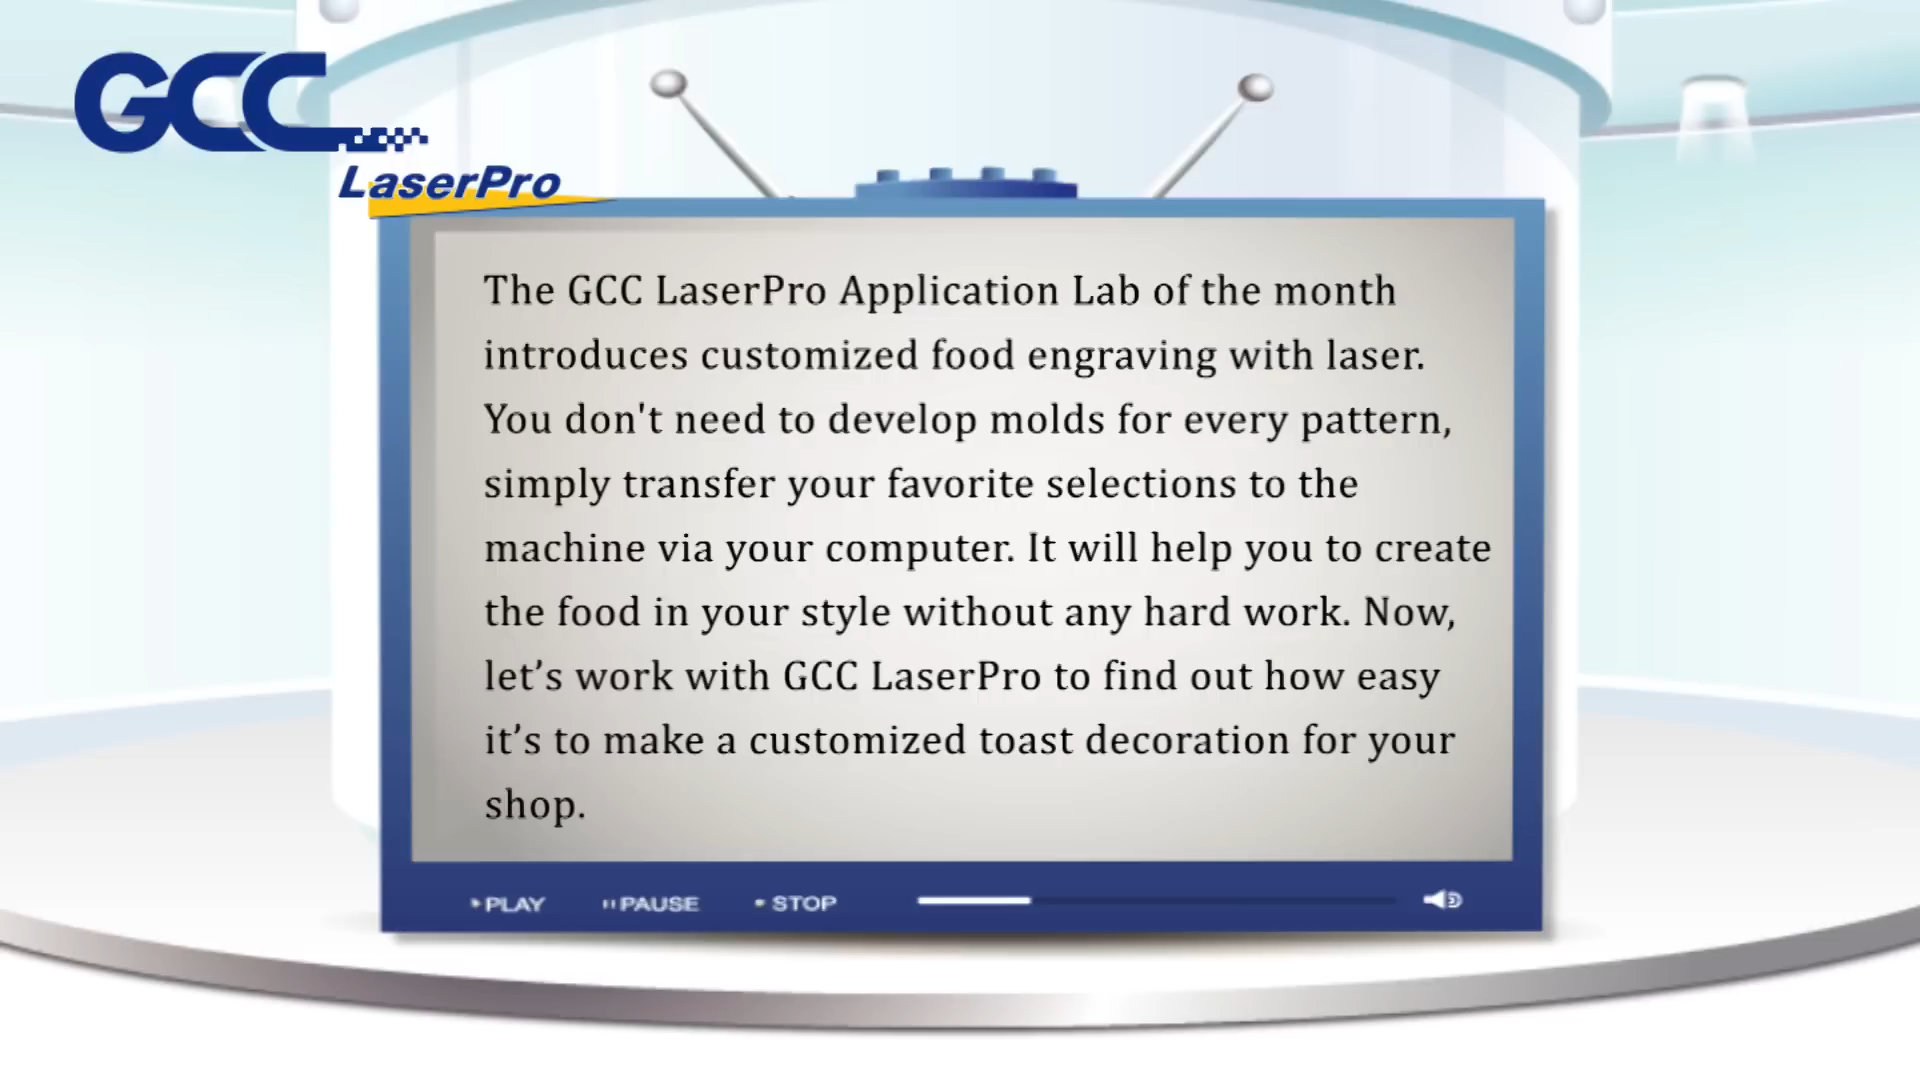 GCC
LaserPro
The GCC LaserPro Application Lab of the month
introduces customized food engraving with laser.
You don't need to develop molds for every pattern,
simply transfer your favorite selections to the
machine via your computer. It will help you to create
the food in your style without any hard work. Now,
let’s work with GCC LaserPro to find out how easy
it’s to make a customized toast decoration for your
shop.
PLAY PAUSE STOP